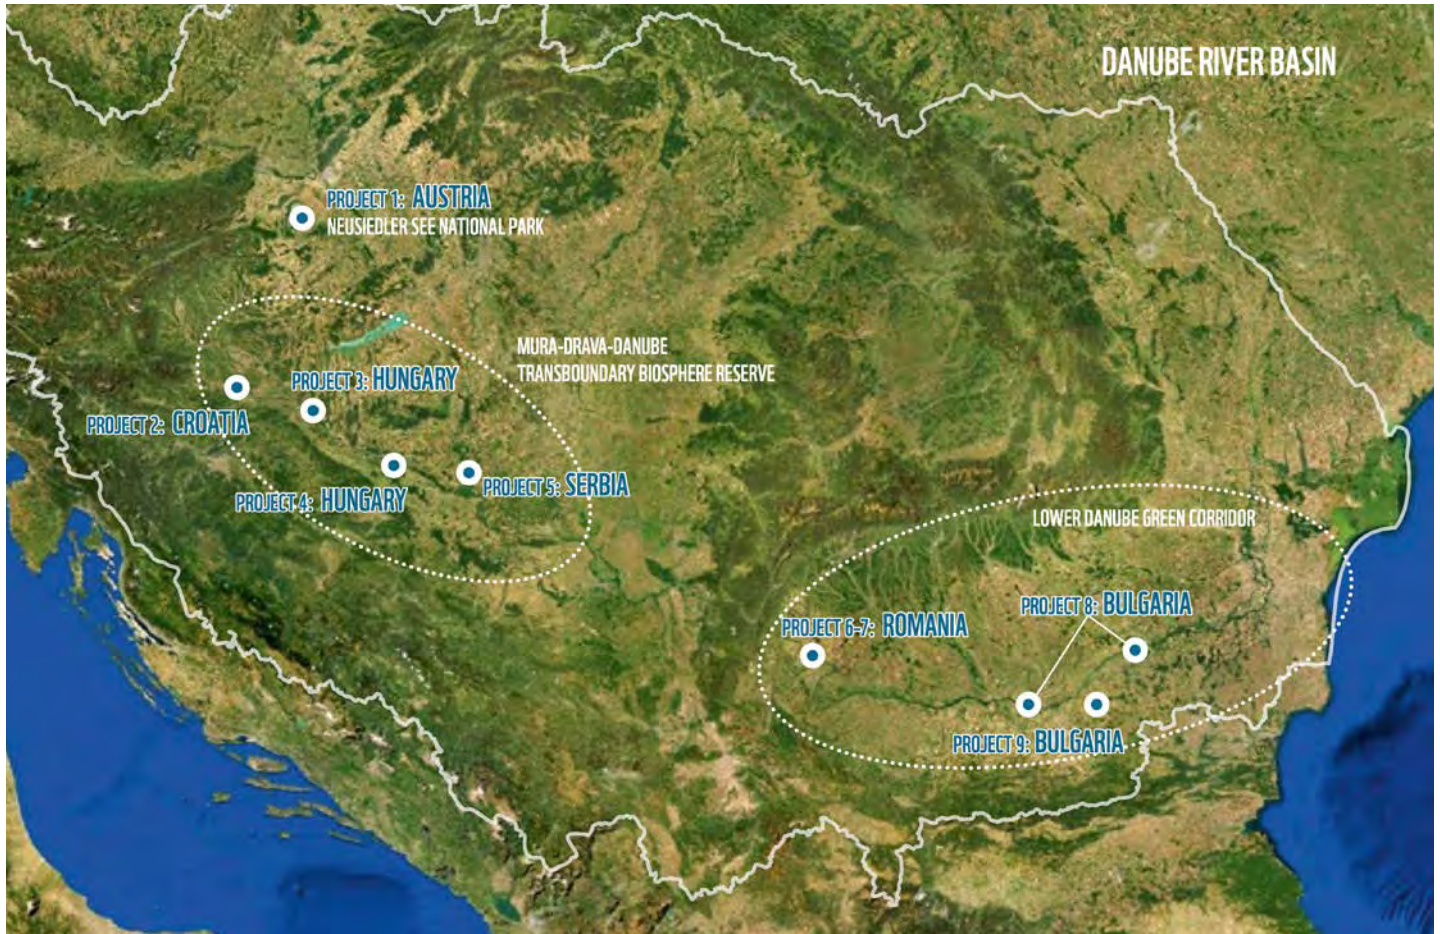 DANUBE RIVER BASIN
PROJECT 1: AUSTRIA
NEUSIEDLER SEE NATIONAL PARK
MURA-DRAVA-DANUBE
TRANSBOUNDARY BIOSPHERE RESERVE
PROJECT 3: HUNGARY
PROJECT 2: CROATIA
PROJECT 4: HUNGARY
PROJECT 5: SERBIA
LOWER DANUBE GREEN CORRIDOR
PROJECT 8: BULGARIA
PROJECT 6-7: ROMANIA
PROJECT 9: BULGARIA